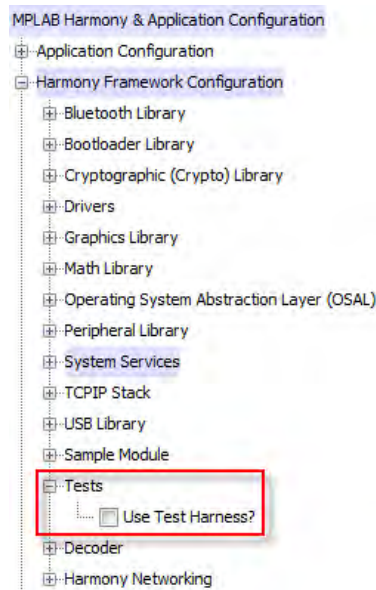 MPLAB Harmony & Application Configuration
Application Configuration
Harmony Framework Configuration
Bluetooth Library
Bootloader Library
Cryptographic (Crypto) Library
Drivers
Graphics Library
Math Library
Operating System Abstraction Layer (OSAL)
Peripheral Library
System Services
TCPIP Stack
USB Library
Sample Module
Tests
Use Test Harness?
Decoder
Harmony Networking